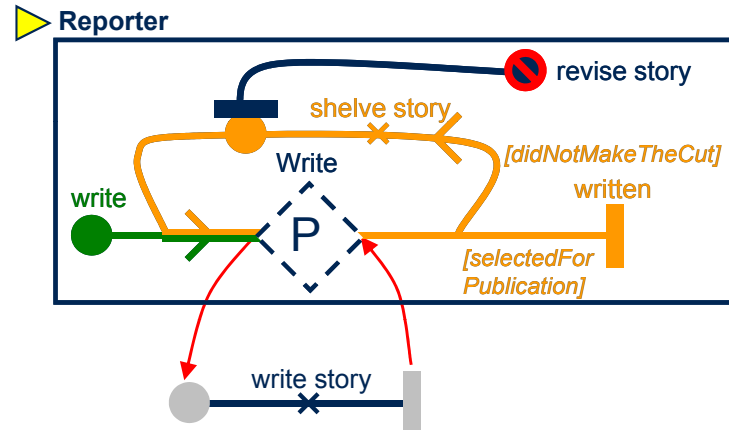 Reporter
revise story
shelve story
[didNotMakeTheCut]
Write
write
written
P
[selectedFor
Publication]
write story